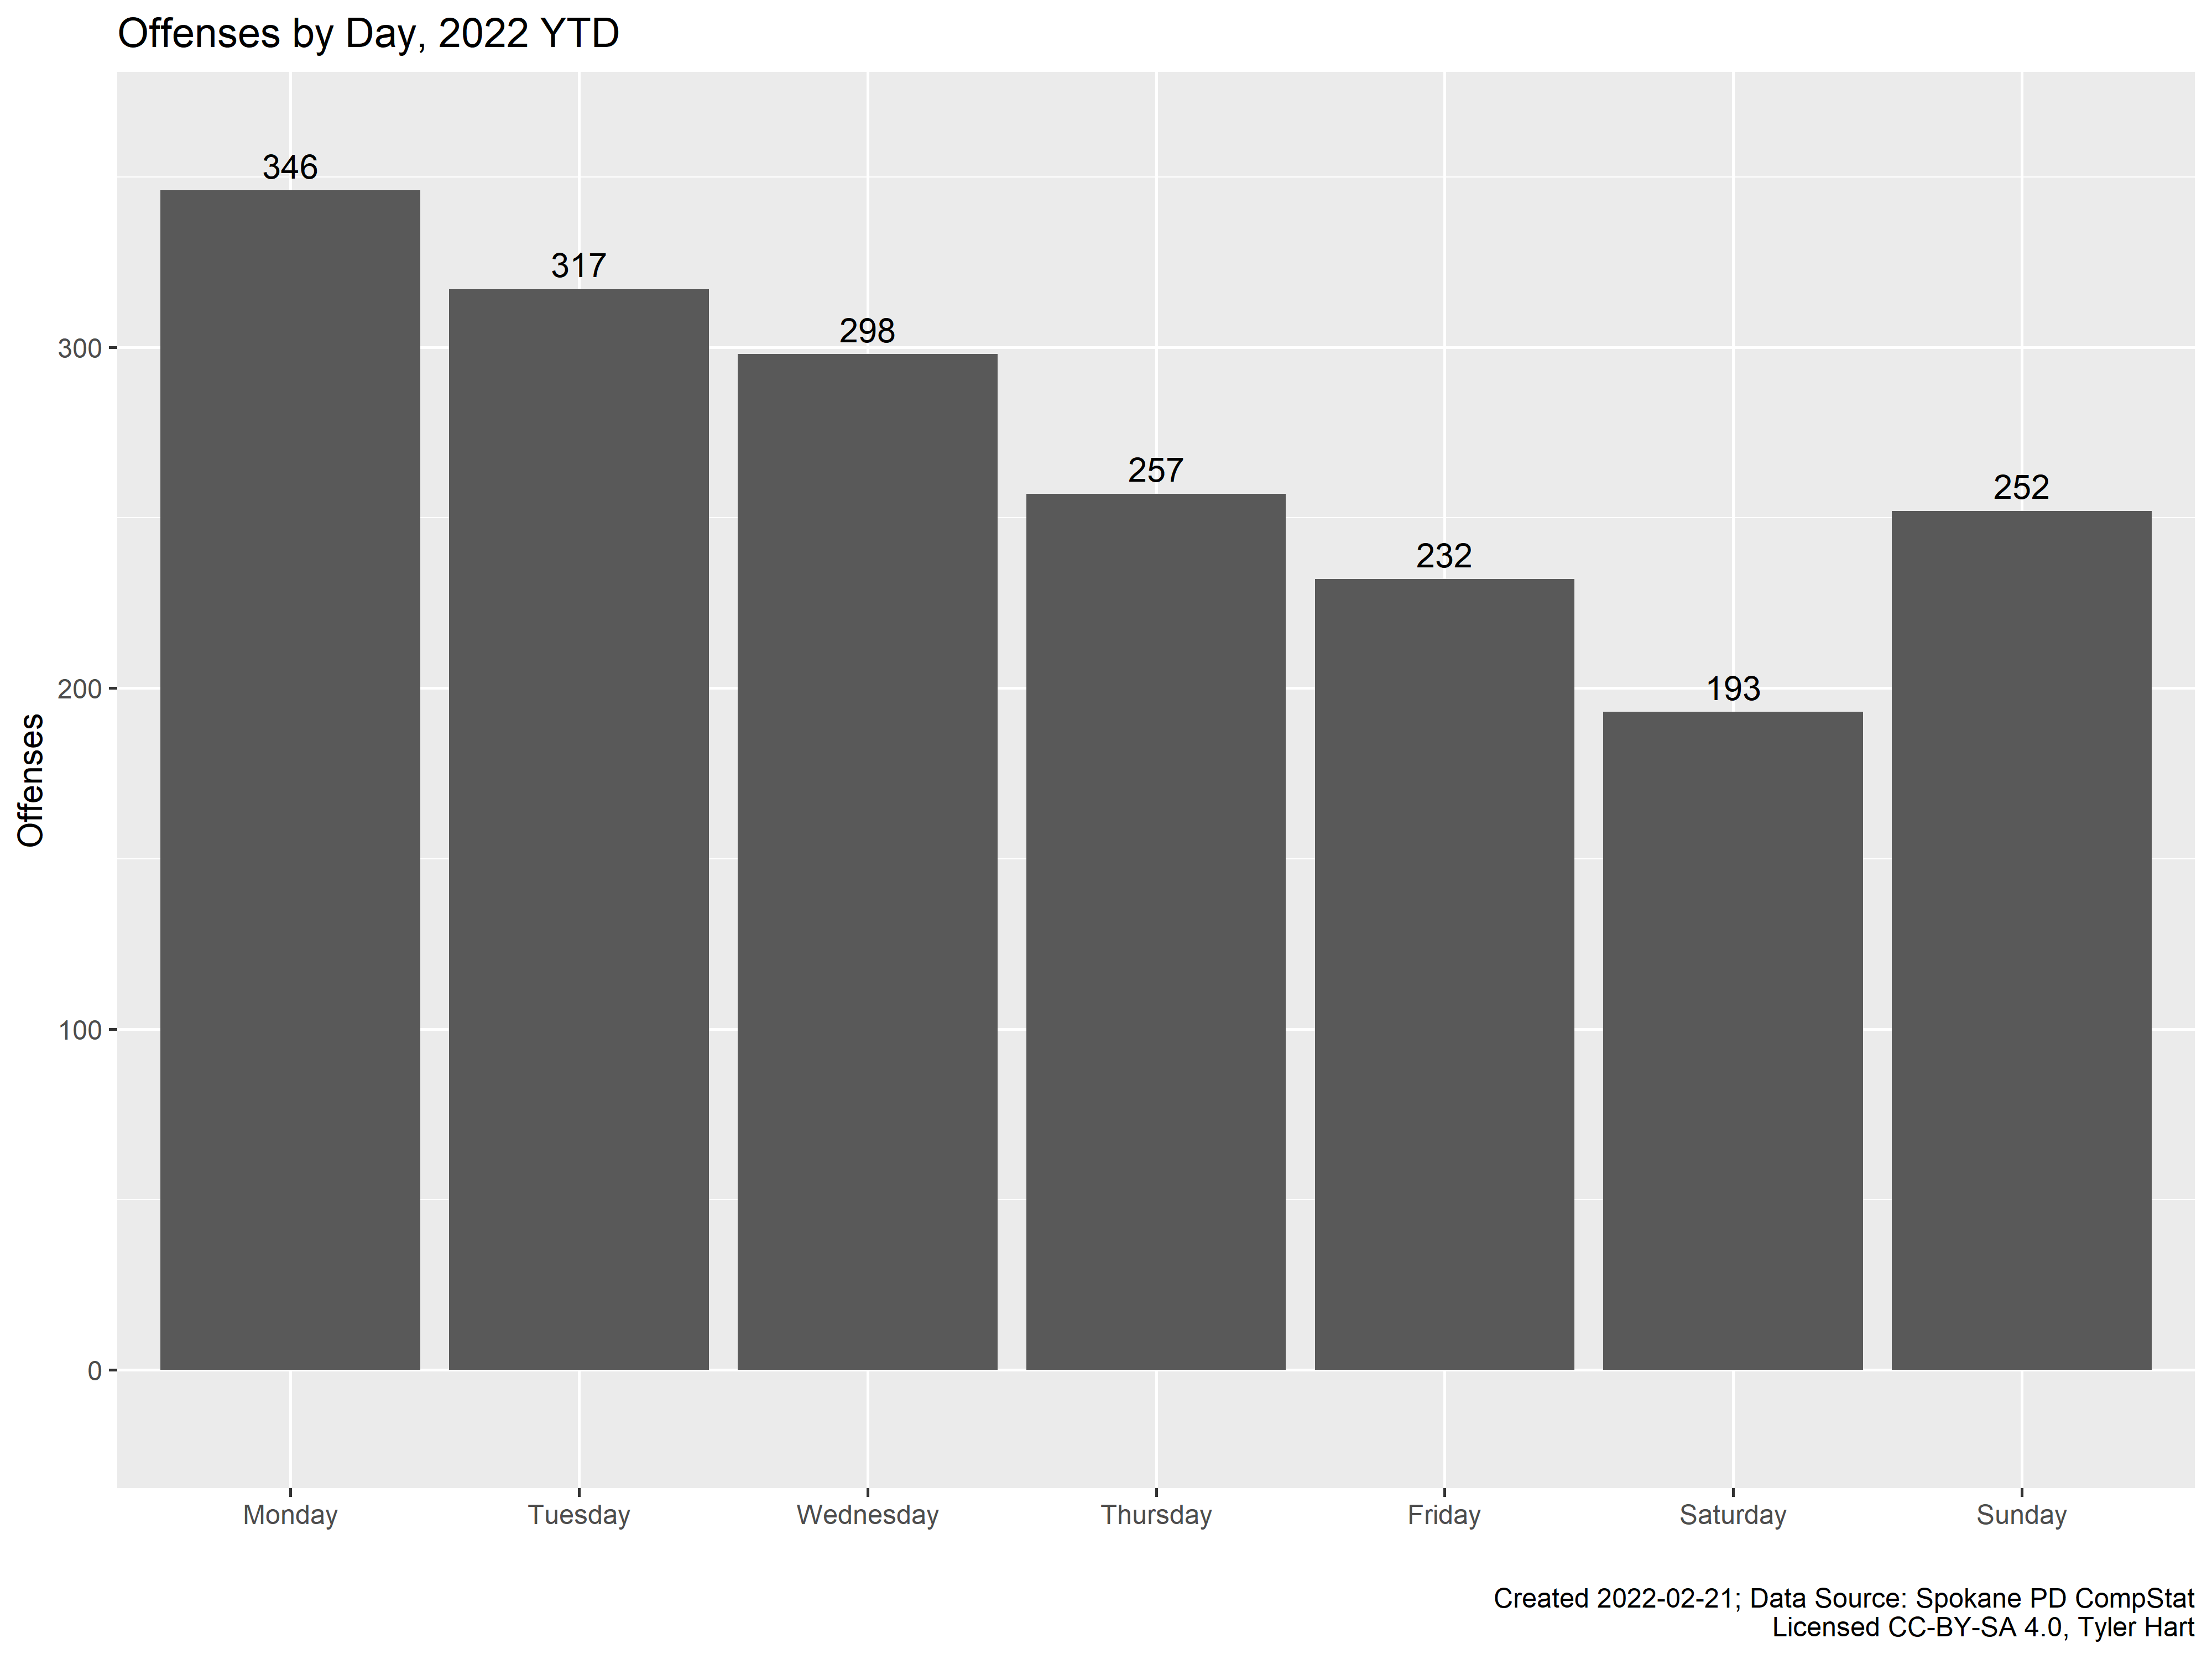 Offenses by Day, 2022 YTD
346
317
298
257
232
193
252
300
200
100
0
Offenses
Monday Tuesday Wednesday Thursday Friday Saturday Sunday
Created 2022-02-21; Data Source: Spokane PD CompStat
Licensed CC-BY-SA 4.0, Tyler Hart